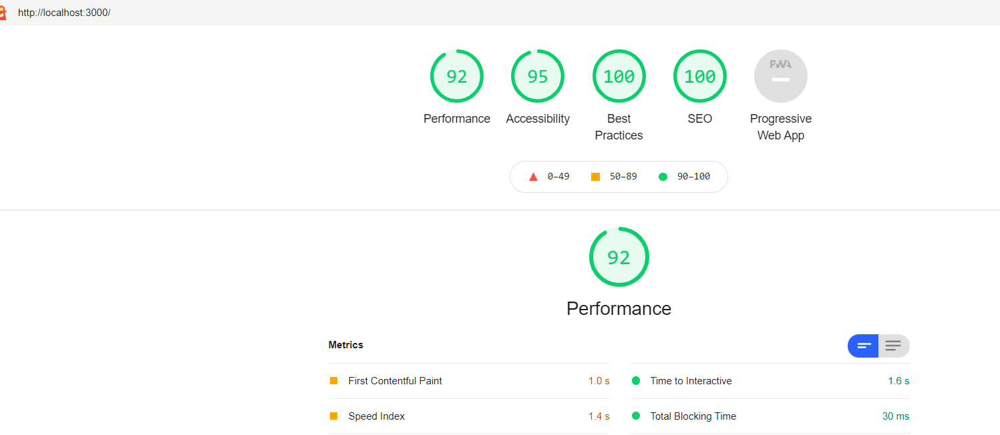 http://localhost:3000/
92
95
100
100
PWA
Performance
Accessibility
Best
Practices
SEO
Progressive
Web App
0–49
50–89
90–100
92
Performance
Metrics
First Contentful Paint
1.0 s
Time to Interactive
1.6 s
Speed Index
1.4 s
Total Blocking Time
30 ms